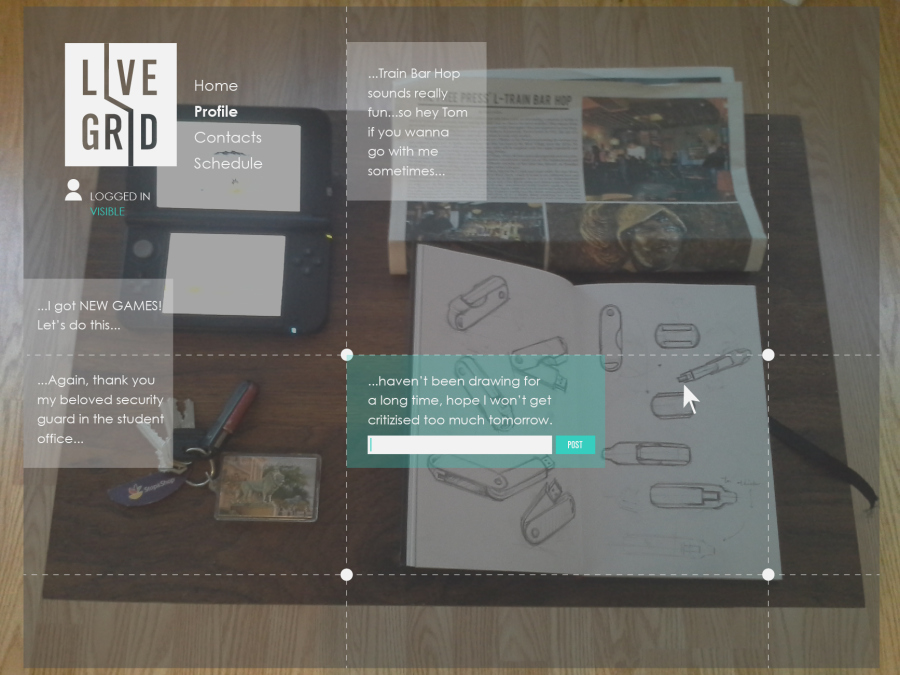 LIVE
GRID
Home
Profile
Contacts
Schedule
LOGGED IN
VISIBLE
...Train Bar Hop
sounds really
fun...so hey Tom
if you wanna
go with me
sometimes...
PRESS' L-TRAIN BAR HOP
...I got NEW GAMES!
Let's do this...
...Again, thank you
my beloved security
guard in the student
office...
...haven't been drawing for
a long time, hope I won't get
critizised too much tomorrow.
POST